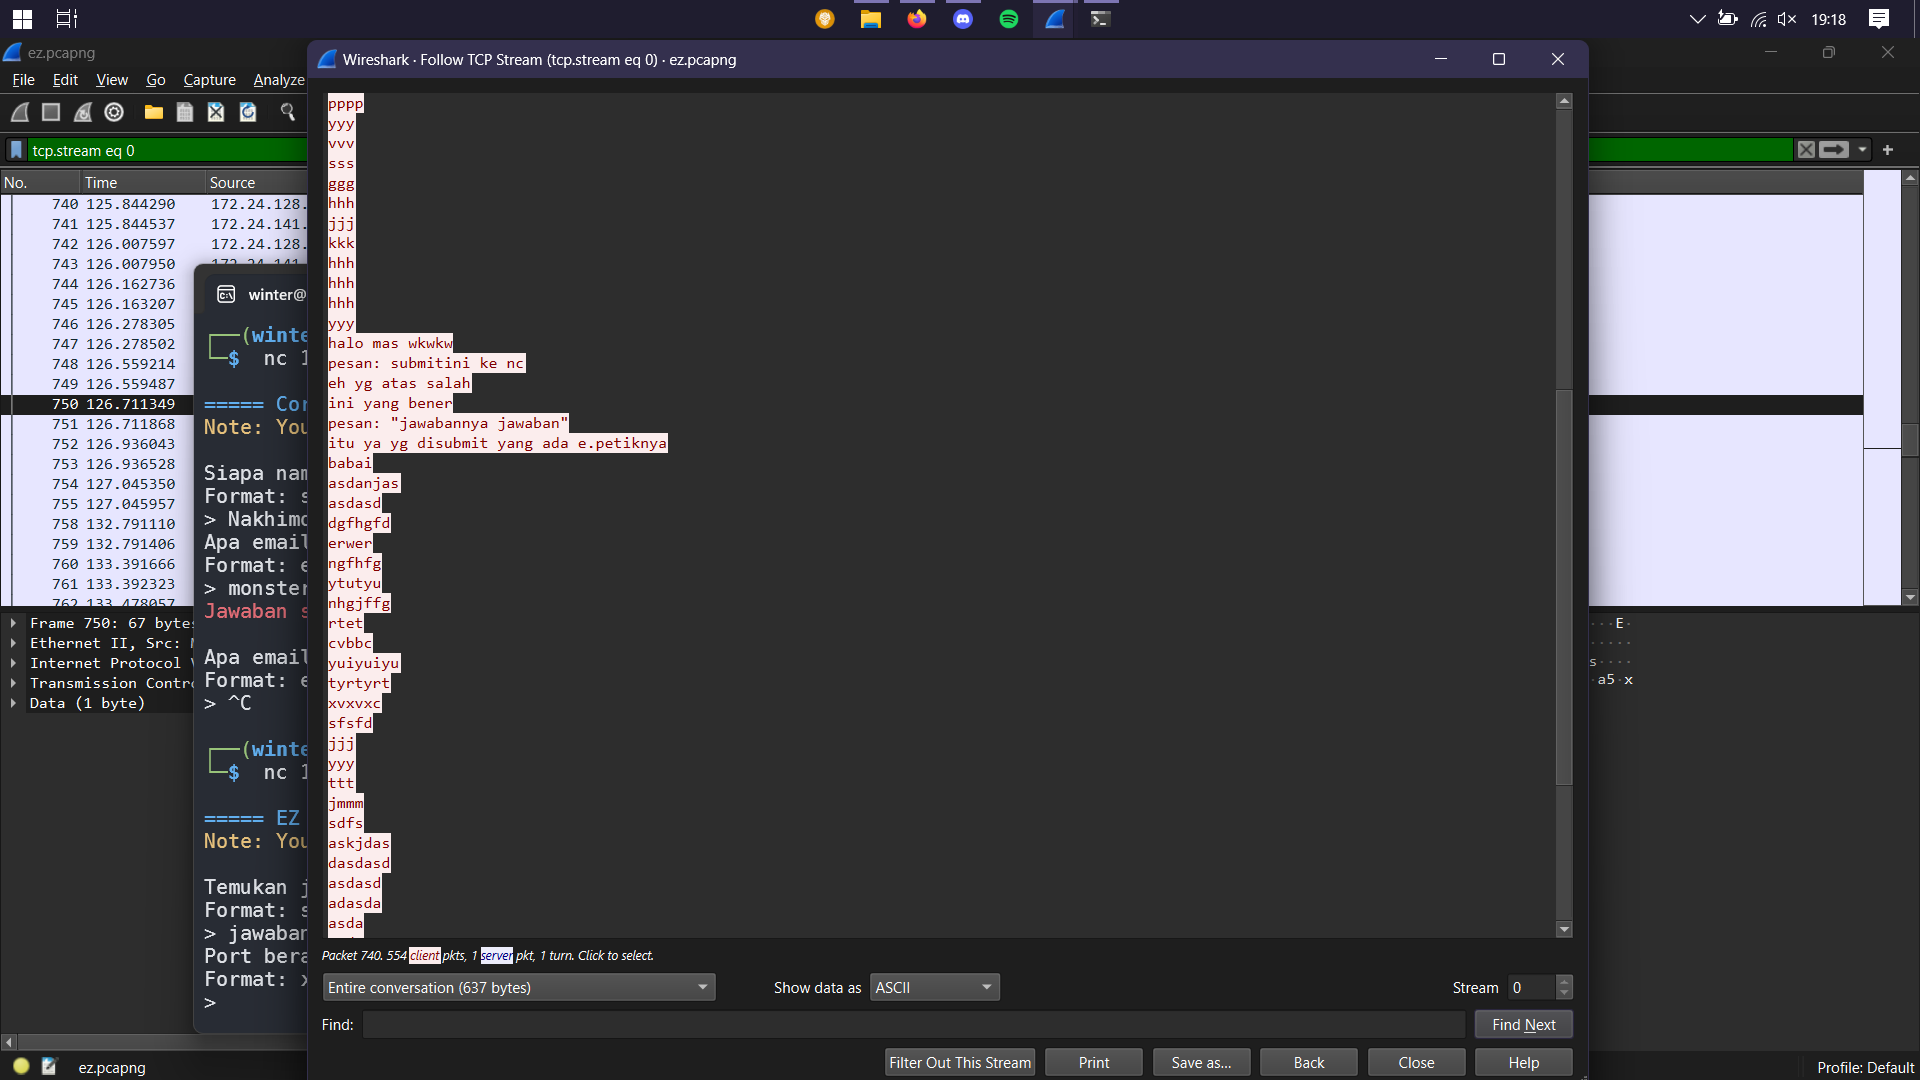 19:18
ez.pcapng
File Edit View Go Capture Analyze
tcp.stream eq 0
No. Time Source
740 125.844290 172.24.128.
741 125.844537 172.24.141.
742 126.007597 172.24.128.
743 126.007950 172.24.141.
744 126.162736
745 126.163207
746 126.278305
747 126.278502
748 126.559214
749 126.559487
750 126.711349
751 126.711868
752 126.936043
753 126.936528
754 127.045350
755 127.045957
758 132.791110
759 132.791406
760 133.391666
761 133.392323
762 133.478057
Frame 750: 67 bytes
Ethernet II, Src:
Internet Protocol V
Transmission Contro
Data (1 byte)
E
s
a5 x
winter@
(winte
$ nc 1
===== Cor
Note: You
Siapa nam
Format: s
> Nakhimo
Apa email
Format: e
> monster
Jawaban s
Apa email
Format: e
> ^C
(winte
$ nc 1
===== EZ
Note: You
Temukan j
Format: s
> jawaban
Port bera
Format: x
>
Wireshark · Follow TCP Stream (tcp.stream eq 0) · ez.pcapng
pppp
yyy
vvv
sss
ggg
hhh
jjj
kkk
hhh
hhh
hhh
yyy
halo mas wkwkw
pesan: submitini ke nc
eh yg atas salah
ini yang bener
pesan: "jawabannya jawaban"
itu ya yg disubmit yang ada e.petiknya
babai
asdanjas
asdasd
dgfhgfd
erwer
ngfhfg
ytutyu
nhgjffg
rtet
cvbbc
yuiyuiyu
tyrtyrt
xvxvxc
sfsfd
jjj
yyy
ttt
jmmm
sdfs
askjdas
dasdasd
asdasd
adasda
asda
Packet 740. 554 client pkts, 1 server pkt, 1 turn. Click to select.
Entire conversation (637 bytes) Show data as ASCII Stream 0
Find: Find Next
Filter Out This Stream Print Save as... Back Close Help
ez.pcapng Profile: Default